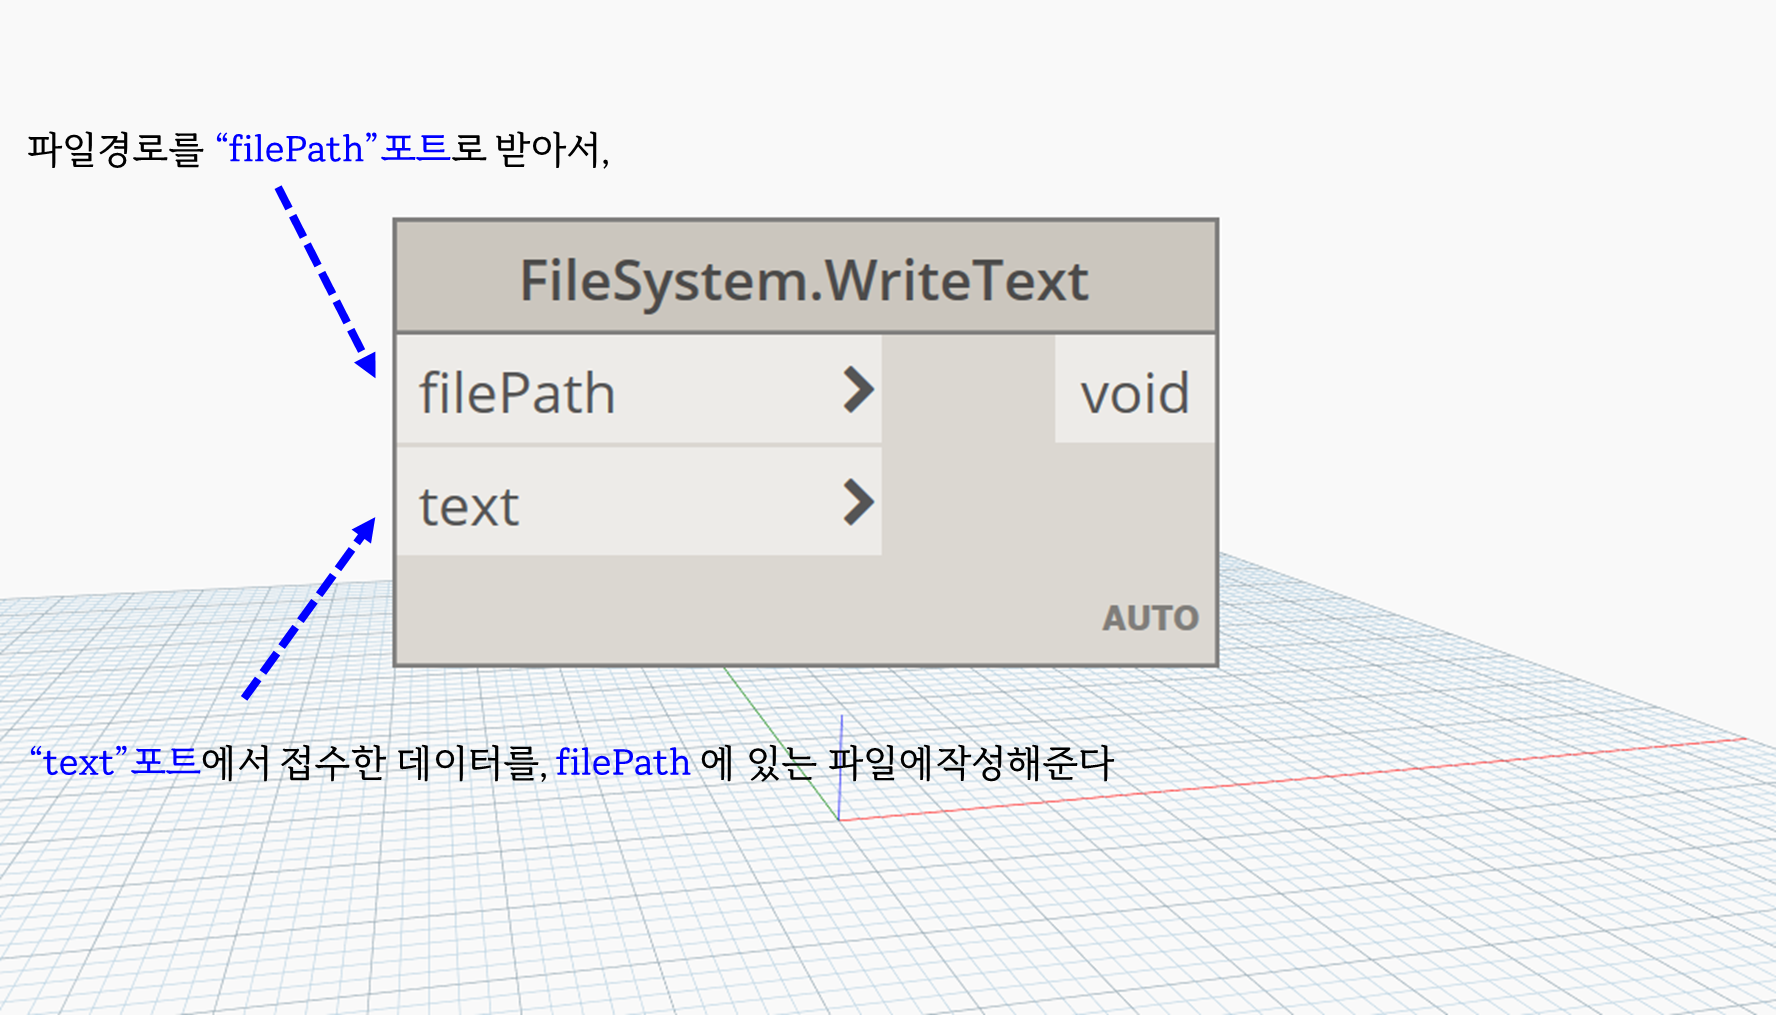 파일경로를 “filePath”포트로 받아서,
FileSystem.WriteText
filePath
void
text
AUTO
“text”포트에서 접수한 데이터를, filePath 에 있는 파일에작성해준다